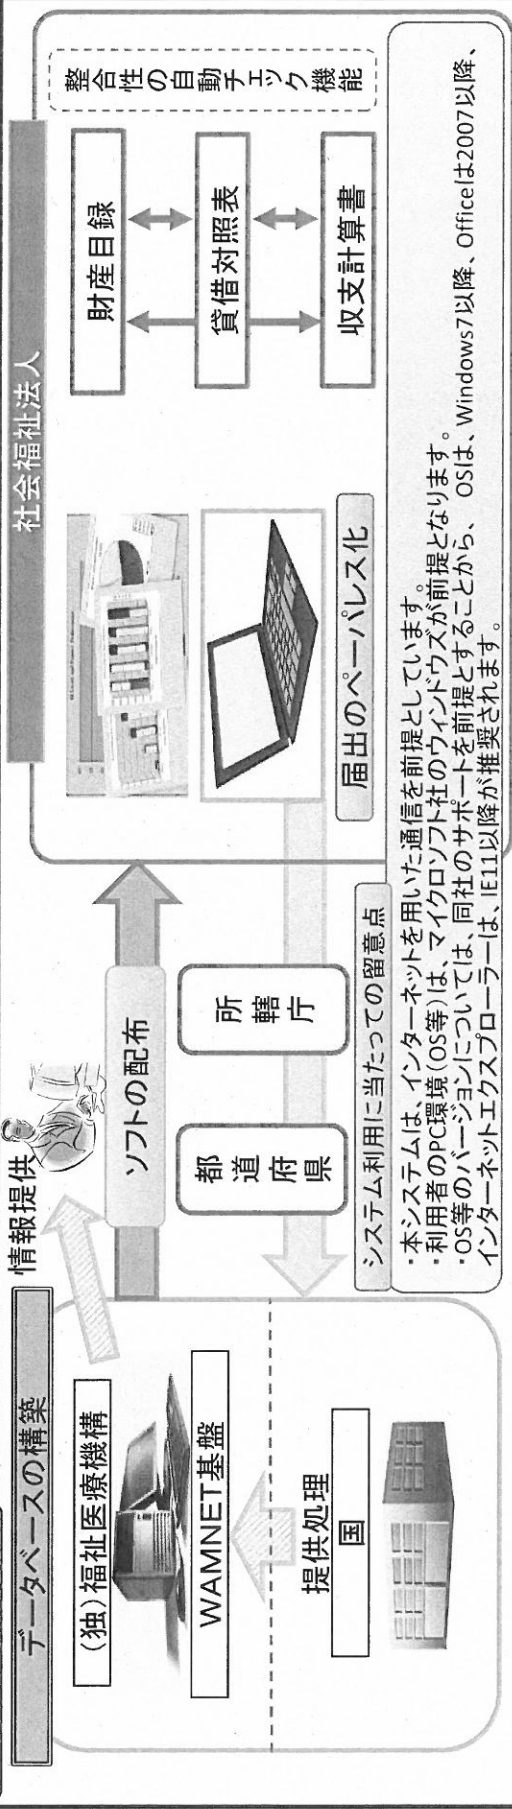 データベースの構築
(独)福祉医療機構
WAMNET基盤
提供処理
国
情報提供
ソフトの配布
都道府県
所轄庁
社会福祉法人
届出のペーパレス化
財産目録
貸借対照表
収支計算書
整合性の自動チェック機能
システム利用に当たっての留意点
・本システムは、インターネットを用いた通信を前提としています。
・利用者のPC環境(OS等)は、マイクロソフト社のウィンドウズが前提となります。
・OS等のバージョンについては、同社のサポートを前提とすることから、OSは、Windows7以降、Officeは2007以降、
インターネットエクスプローラーは、IE11以降が推奨されます。